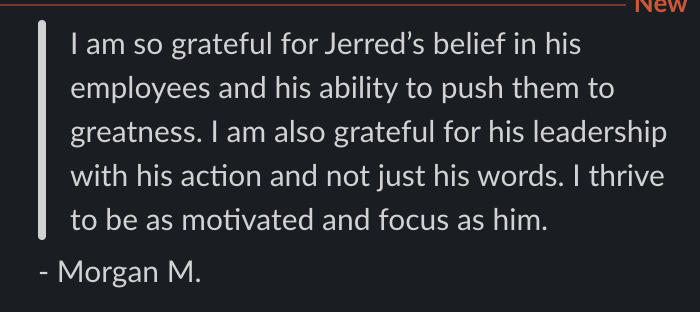 New
I am so grateful for Jerred’s belief in his
employees and his ability to push them to
greatness. I am also grateful for his leadership
with his action and not just his words. I thrive
to be as motivated and focus as him.
- Morgan M.